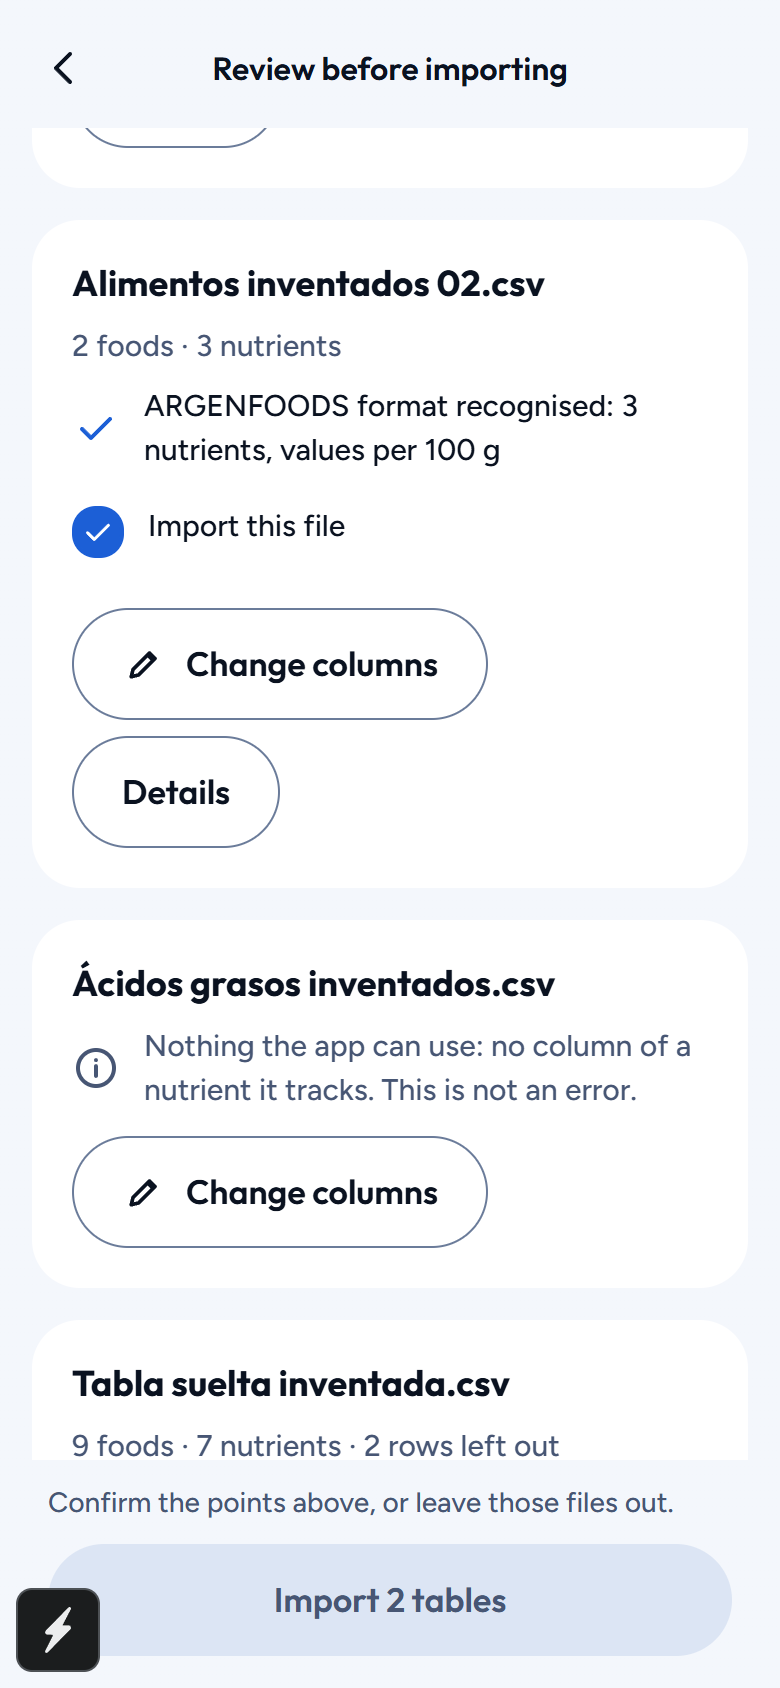 Review before importing
Alimentos inventados 02.csv
2 foods · 3 nutrients
ARGENFOODS format recognised: 3
nutrients, values per 100 g
Import this file
Change columns
Details
Ácidos grasos inventados.csv
Nothing the app can use: no column of a
nutrient it tracks. This is not an error.
Change columns
Tabla suelta inventada.csv
9 foods · 7 nutrients · 2 rows left out
Confirm the points above, or leave those files out.
Import 2 tables